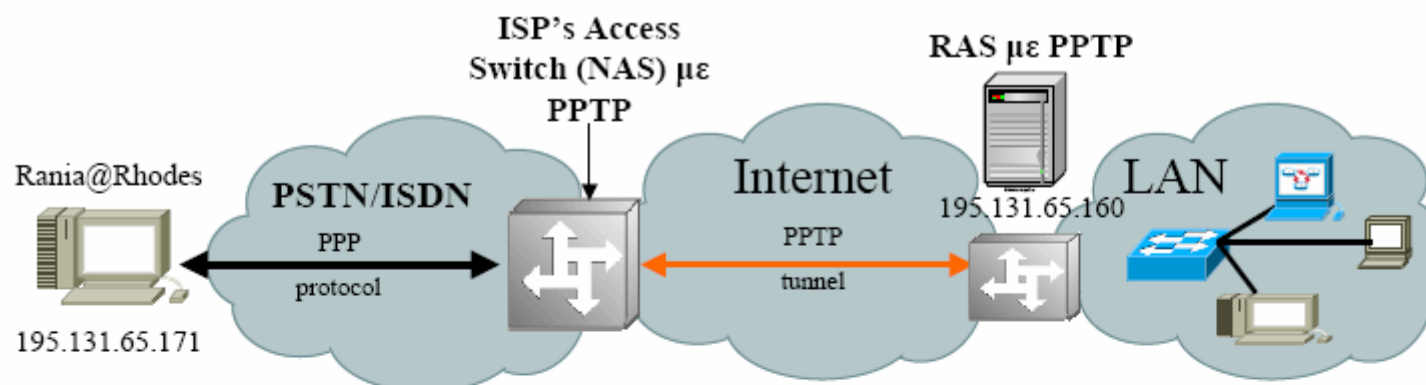 ISP's Access
Switch (NAS) με
PPTP
RAS με PPTP
Rania@Rhodes
PSTN/ISDN
Internet
LAN
195.131.65.160
PPP
protocol
PPTP
tunnel
195.131.65.171